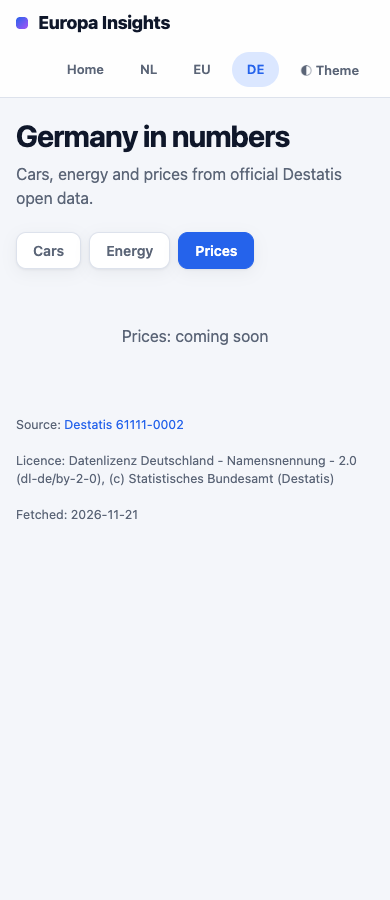 Europa Insights
Home
NL
EU
DE
Theme
Germany in numbers
Cars, energy and prices from official Destatis
open data.
Cars
Energy
Prices
Prices: coming soon
Source: Destatis 61111-0002
Licence: Datenlizenz Deutschland - Namensnennung - 2.0
(dl-de/by-2-0), (c) Statistisches Bundesamt (Destatis)
Fetched: 2026-11-21